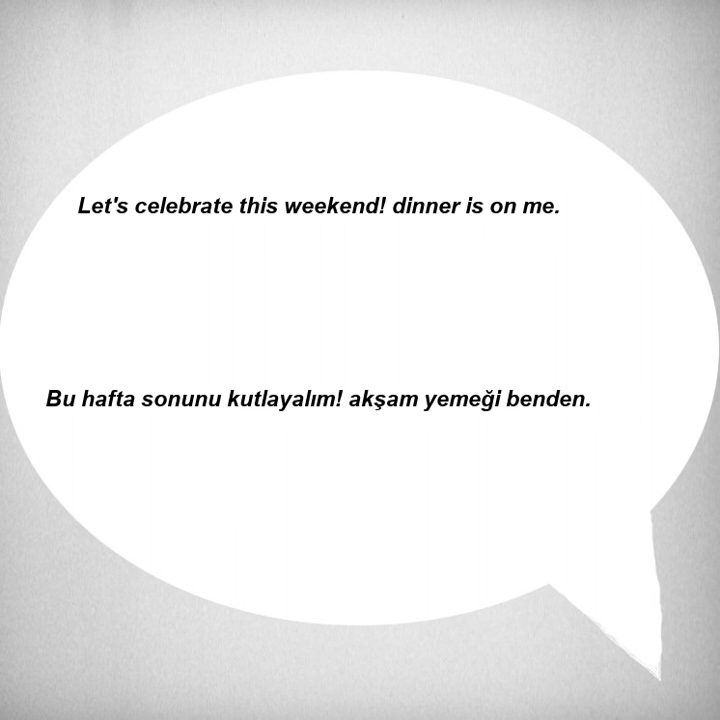 Let's celebrate this weekend! dinner is on me.
Bu hafta sonunu kutlayalım! akşam yemeği benden.